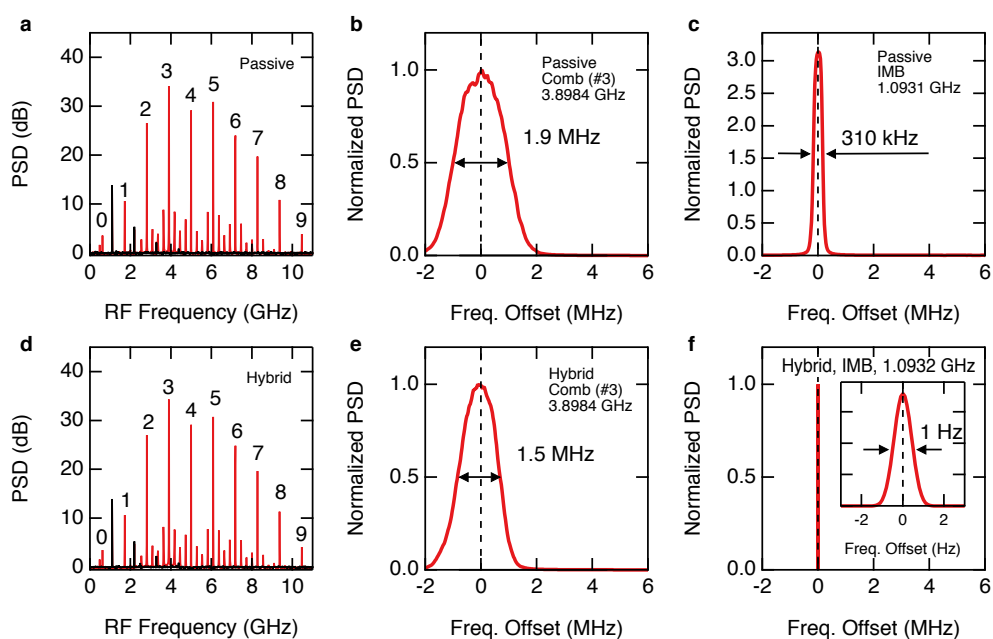 a
PSD (dB)
40
30
20
10
0
Passive
0
1
2
3
4
5
6
7
8
9
0 2 4 6 8 10
RF Frequency (GHz)
b
Normalized PSD
1.0
0.5
0.0
Passive
Comb (#3)
3.8984 GHz
1.9 MHz
-2 0 2 4 6
Freq. Offset (MHz)
c
Normalized PSD
3.0
2.5
2.0
1.5
1.0
0.5
0.0
Passive
IMB
1.0931 GHz
310 kHz
-2 0 2 4 6
Freq. Offset (MHz)
d
PSD (dB)
40
30
20
10
0
Hybrid
0
1
2
3
4
5
6
7
8
9
0 2 4 6 8 10
RF Frequency (GHz)
e
Normalized PSD
1.0
0.5
0.0
Hybrid
Comb (#3)
3.8984 GHz
1.5 MHz
-2 0 2 4 6
Freq. Offset (MHz)
f
Normalized PSD
1.0
0.5
0.0
Hybrid, IMB, 1.0932 GHz
1 Hz
-2 0 2
Freq. Offset (Hz)
-2 0 2 4 6
Freq. Offset (MHz)